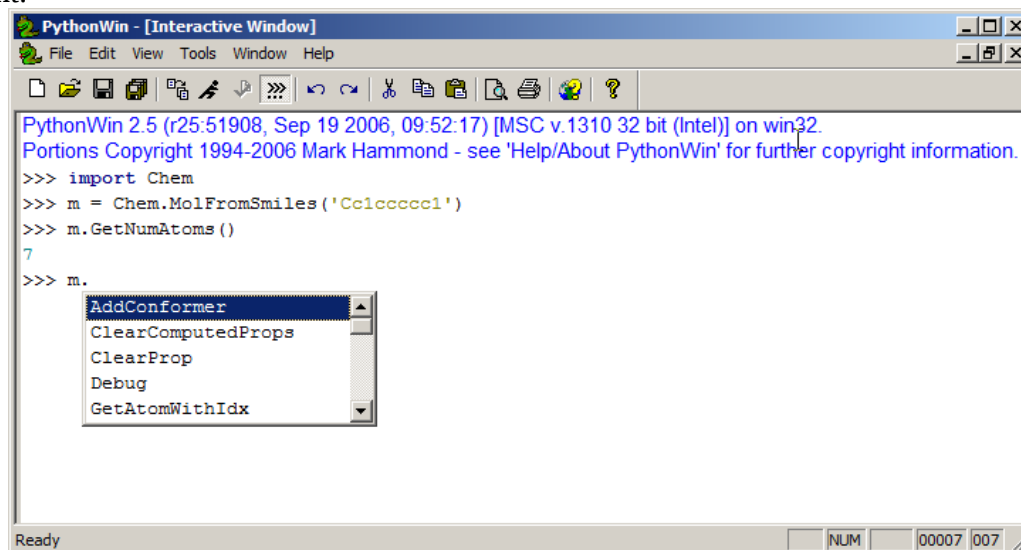 nt.
PythonWin - [Interactive Window]
File Edit View Tools Window Help
PythonWin 2.5 (r25:51908, Sep 19 2006, 09:52:17) [MSC v.1310 32 bit (Intel)] on win32.
Portions Copyright 1994-2006 Mark Hammond - see 'Help/About PythonWin' for further copyright information.
>>> import Chem
>>> m = Chem.MolFromSmiles('Cc1ccccc1')
>>> m.GetNumAtoms()
7
>>> m.
AddConformer
ClearComputedProps
ClearProp
Debug
GetAtomWithIdx
Ready NUM 00007 007